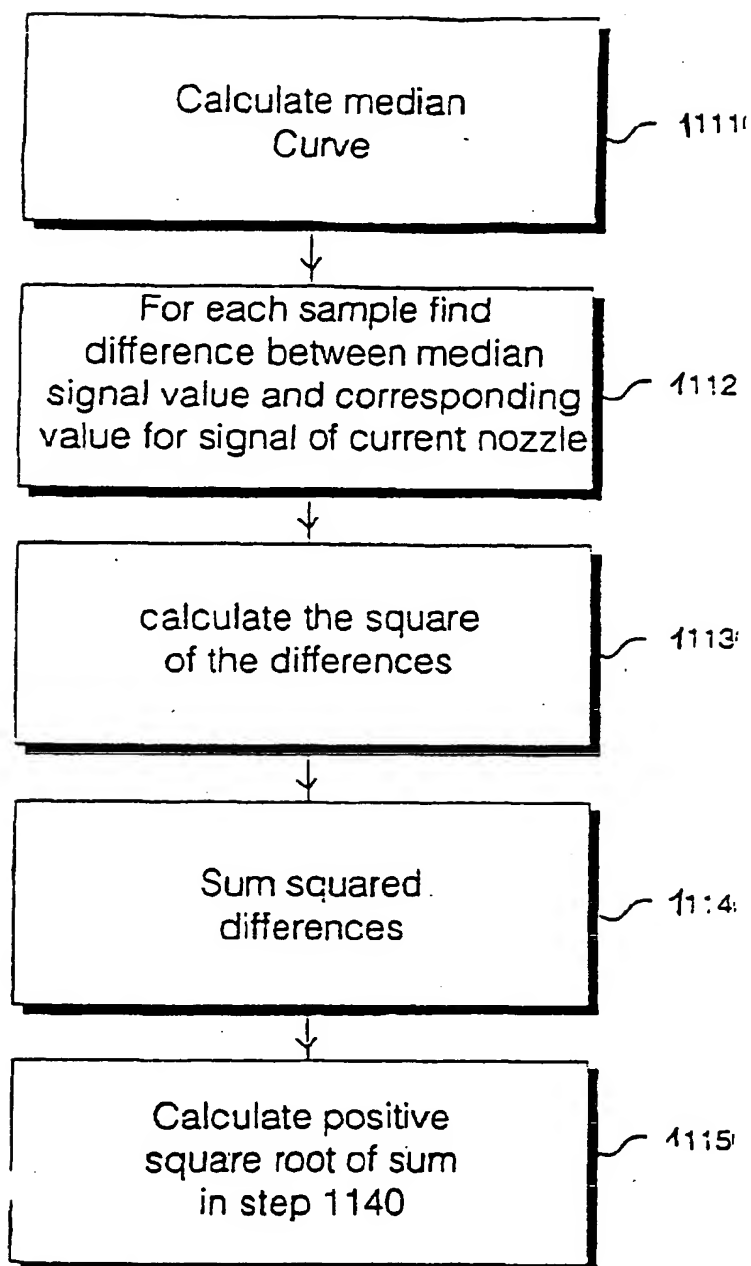 Calculate median
Curve
1111
For each sample find
difference between median
signal value and corresponding
value for signal of current nozzle
1112
calculate the square
of the differences
1113
Sum squared
differences
1114
Calculate positive
square root of sum
in step 1140
1115